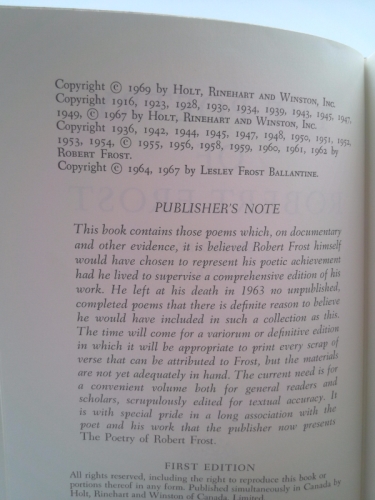 Copyright © 1969 by Holt, Rinehart and Winston, Inc.
Copyright 1916, 1923, 1928, 1930, 1934, 1939, 1943, 1945, 1947,
1949, © 1967 by Holt, Rinehart and Winston, Inc.
Copyright 1936, 1942, 1944, 1945, 1947, 1948, 1950, 1951, 1952,
1953, 1954, © 1955, 1956, 1958, 1959, 1960, 1961, 1962 by
Robert Frost.
Copyright © 1964, 1967 by Lesley Frost Ballantine.
PUBLISHER'S NOTE
This book contains those poems which, on documentary
and other evidence, it is believed Robert Frost himself
would have chosen to represent his poetic achievement
had he lived to supervise a comprehensive edition of his
work. He left at his death in 1963 no unpublished,
completed poems that there is definite reason to believe
he would have included in such a collection as this.
The time will come for a variorum or definitive edition
in which it will be appropriate to print every scrap of
verse that can be attributed to Frost, but the materials
are not yet adequately in hand. The current need is for
a convenient volume both for general readers and
scholars, scrupulously edited for textual accuracy. It
is with special pride in a long association with the
poet and his work that the publisher now presents
The Poetry of Robert Frost.
FIRST EDITION
All rights reserved, including the right to reproduce this book or
portions thereof in any form. Published simultaneously in Canada by
Holt, Rinehart and Winston of Canada, Limited.